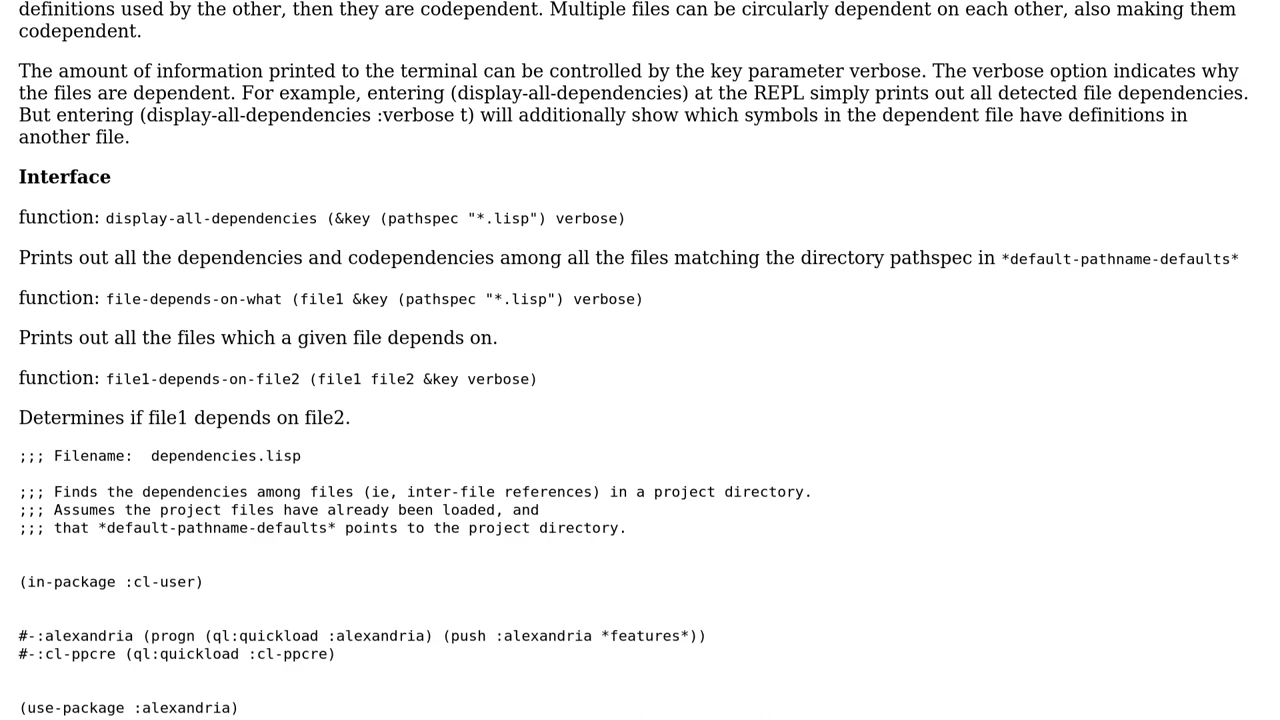 definitions used by the other, then they are codependent. Multiple files can be circularly dependent on each other, also making them
codependent.
The amount of information printed to the terminal can be controlled by the key parameter verbose. The verbose option indicates why
the files are dependent. For example, entering (display-all-dependencies) at the REPL simply prints out all detected file dependencies.
But entering (display-all-dependencies :verbose t) will additionally show which symbols in the dependent file have definitions in
another file.
Interface
function: display-all-dependencies (&key (pathspec "*.lisp") verbose)
Prints out all the dependencies and codependencies among all the files matching the directory pathspec in *default-pathname-defaults*
function: file-depends-on-what (file1 &key (pathspec "*.lisp") verbose)
Prints out all the files which a given file depends on.
function: file1-depends-on-file2 (file1 file2 &key verbose)
Determines if file1 depends on file2.
;;; Filename:  dependencies.lisp
;;; Finds the dependencies among files (ie, inter-file references) in a project directory.
;;; Assumes the project files have already been loaded, and
;;; that *default-pathname-defaults* points to the project directory.
(in-package :cl-user)
#-:alexandria (progn (ql:quickload :alexandria) (push :alexandria *features*))
#-:cl-ppcre (ql:quickload :cl-ppcre)
(use-package :alexandria)